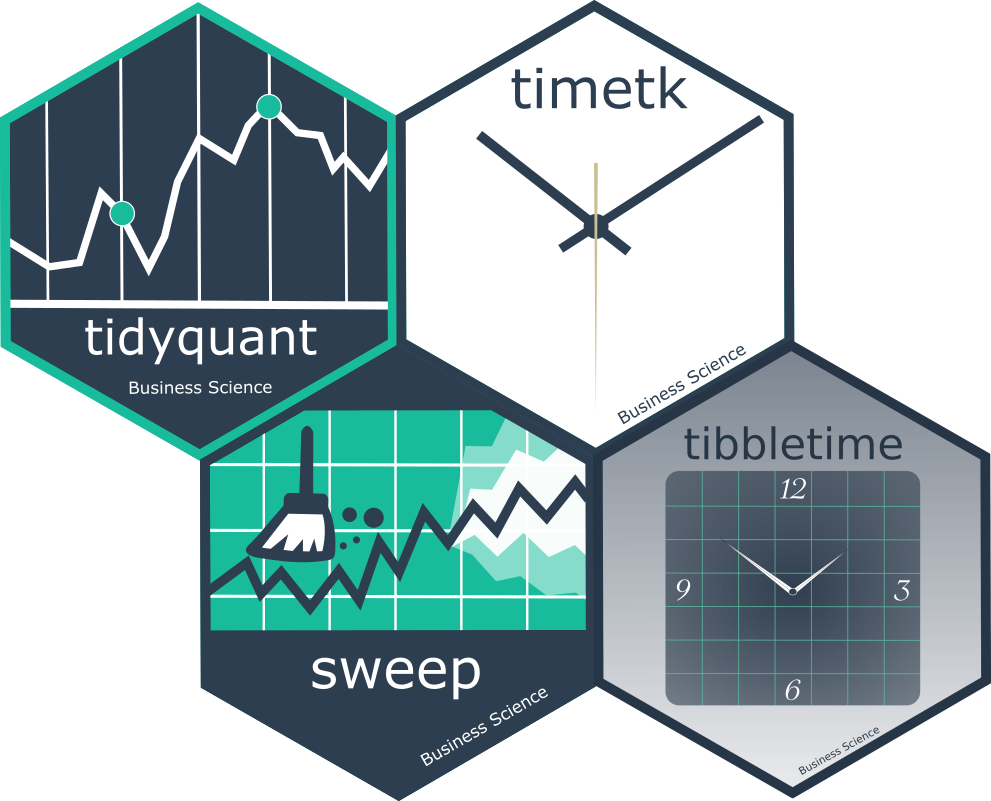 timetk
tidyquant
Business Science
Business Science
tibbletime
12
9
3
6
sweep
Business Science
Business Science